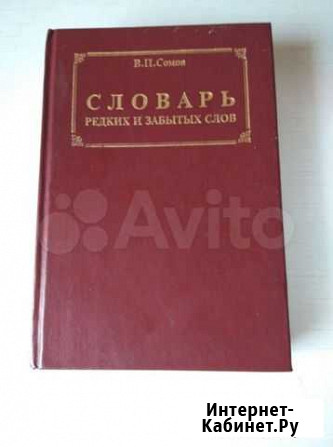 В.П.Сомов
СЛОВАРЬ
РЕДКИХ И ЗАБЫТЫХ СЛОВ
Avito
Интернет-
Кабинет.Ру